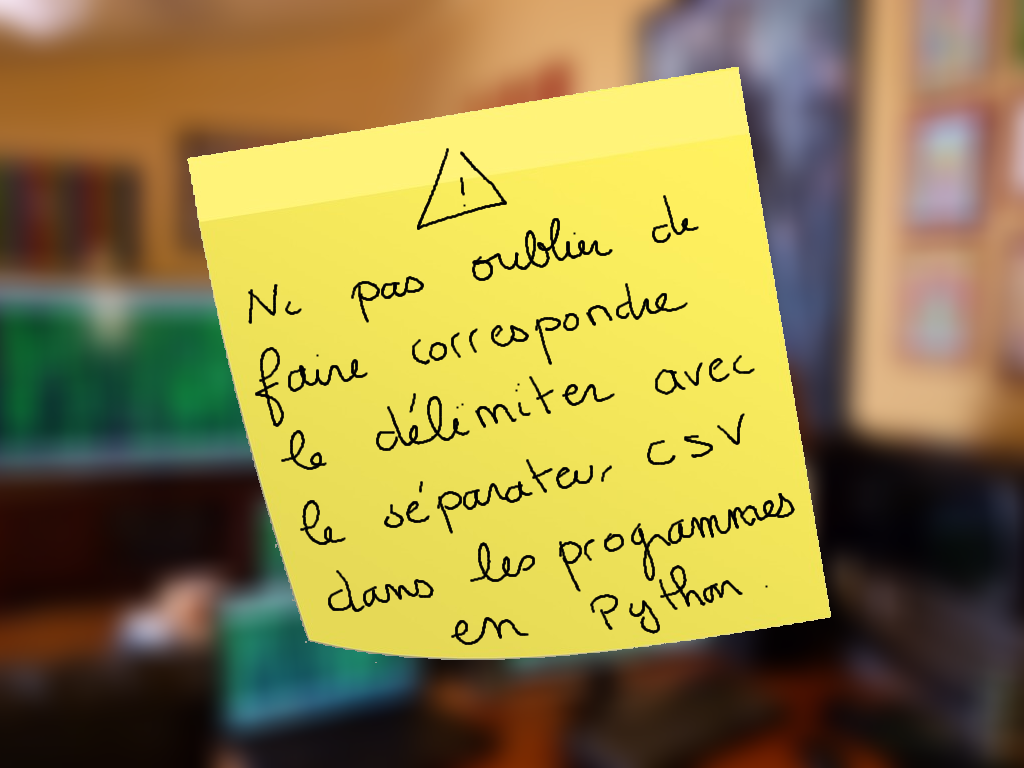 !
Ne pas oublier de
faire correspondre
le délimiter avec
le séparateur CSV
dans les programmes
en Python.